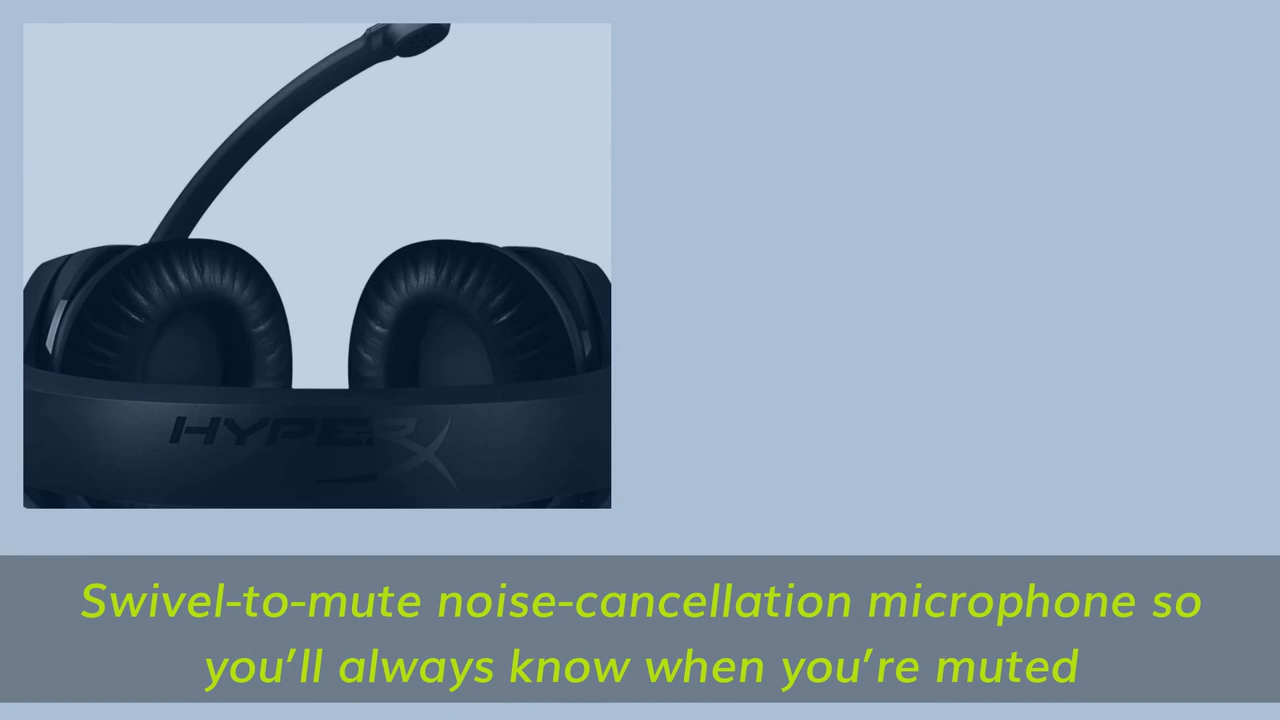 HYPERX
Swivel-to-mute noise-cancellation microphone so
you’ll always know when you’re muted